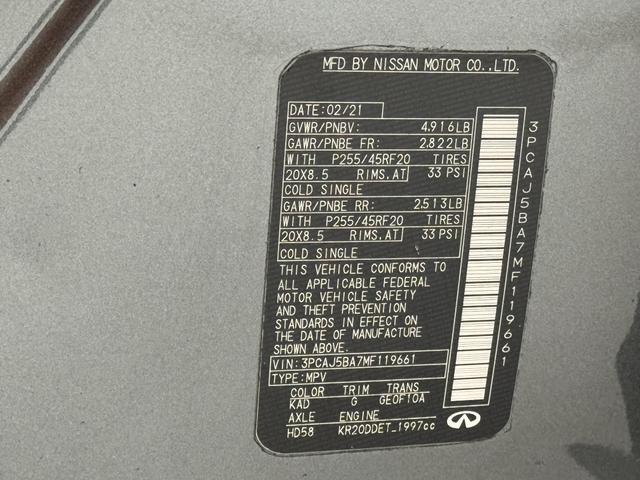 MFD BY NISSAN MOTOR CO.,LTD.
DATE:02/21
GVWR/PNBV: 4,916LB
GAWR/PNBE FR: 2,822LB
WITH P255/45RF20 TIRES
20X8.5 RIMS,AT 33 PSI
COLD SINGLE
GAWR/PNBE RR: 2,513LB
WITH P255/45RF20 TIRES
20X8.5 RIMS,AT 33 PSI
COLD SINGLE
THIS VEHICLE CONFORMS TO
ALL APPLICABLE FEDERAL
MOTOR VEHICLE SAFETY
AND THEFT PREVENTION
STANDARDS IN EFFECT ON
THE DATE OF MANUFACTURE
SHOWN ABOVE.
VIN:3PCAJ5BA7MF119661
TYPE:MPV
COLOR TRIM TRANS
KAD G GE0F10A
AXLE ENGINE
HD58 KR20DDET_1997cc
3PCAJ5BA7MF119661